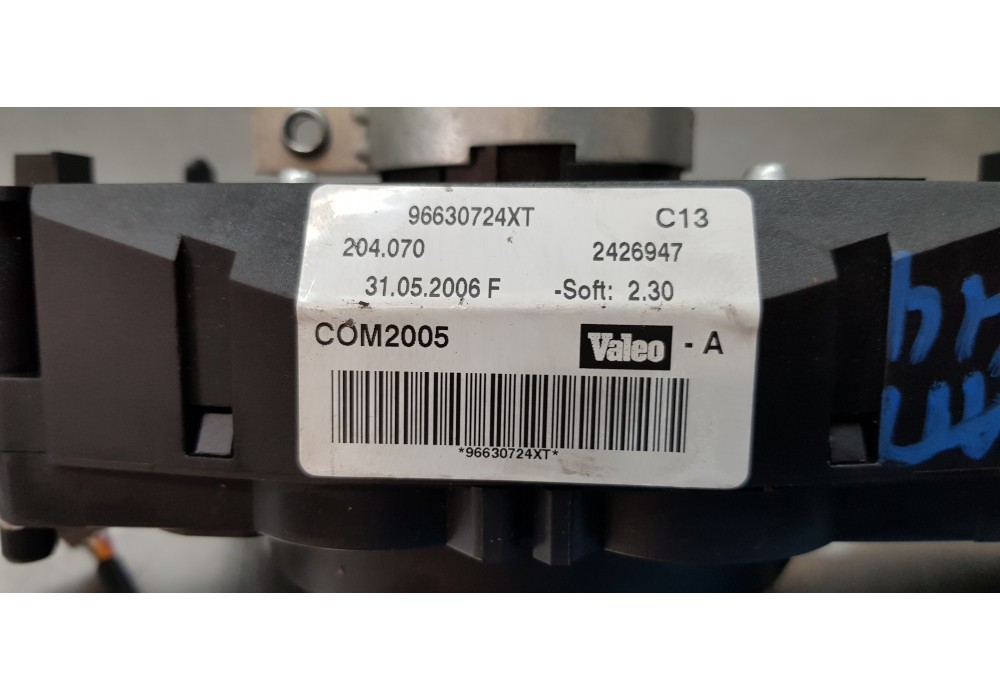 96630724XT C13
204.070 2426947
31.05.2006 F -Soft: 2.30
COM2005 Valeo - A
*96630724XT*